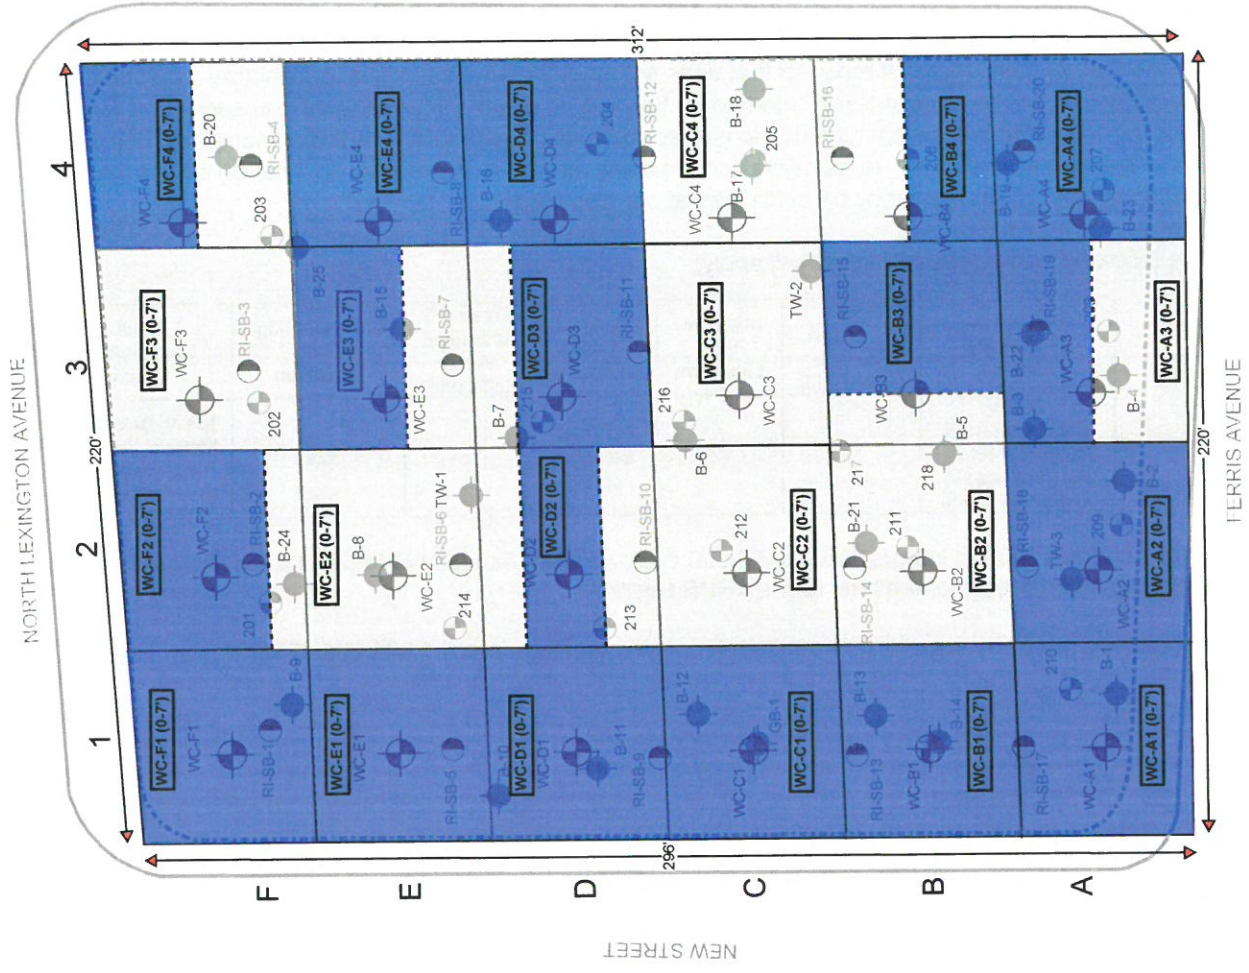 NORTH LEXINGTON AVENUE
220'
312'
1
2
3
4
F
WC-F1 (0-7')
WC-F1
RI-SB-1
B-9
WC-F2 (0-7')
WC-F2
RI-SB-2
201
B-24
WC-F3 (0-7')
WC-F3
RI-SB-3
202
WC-F4 (0-7')
WC-F4
B-20
RI-SB-4
203
B-25
E
WC-E1 (0-7')
WC-E1
RI-SB-5
WC-E2 (0-7')
B-8
WC-E2
RI-SB-6
TW-1
214
WC-E3 (0-7')
B-15
WC-E3
RI-SB-7
WC-E4 (0-7')
WC-E4
RI-SB-8
D
WC-D1 (0-7')
WC-D1
B-11
RI-SB-9
WC-D2 (0-7')
WC-D2
213
RI-SB-10
B-7
215
WC-D3 (0-7')
WC-D3
RI-SB-11
B-16
WC-D4 (0-7')
WC-D4
204
RI-SB-12
C
B-12
GB-1
WC-C1
WC-C1 (0-7')
212
WC-C2
WC-C2 (0-7')
216
B-6
WC-C3 (0-7')
WC-C3
TW-2
WC-C4 (0-7')
WC-C4
B-17
B-18
205
B
B-13
RI-SB-13
WC-B1
B-14
WC-B1 (0-7')
RI-SB-14
B-21
211
WC-B2
WC-B2 (0-7')
217
218
B-5
RI-SB-15
WC-B3 (0-7')
WC-B3
RI-SB-16
206
WC-B4 (0-7')
WC-B4
A
RI-SB-17
210
B-1
WC-A1
WC-A1 (0-7')
RI-SB-18
TW-3
209
B-2
WC-A2
WC-A2 (0-7')
B-3
B-22
RI-SB-19
WC-A3
B-4
WC-A3 (0-7')
B-19
RI-SB-20
WC-A4
WC-A4 (0-7')
207
B-23
296'
220'
NEW STREET
FERRIS AVENUE